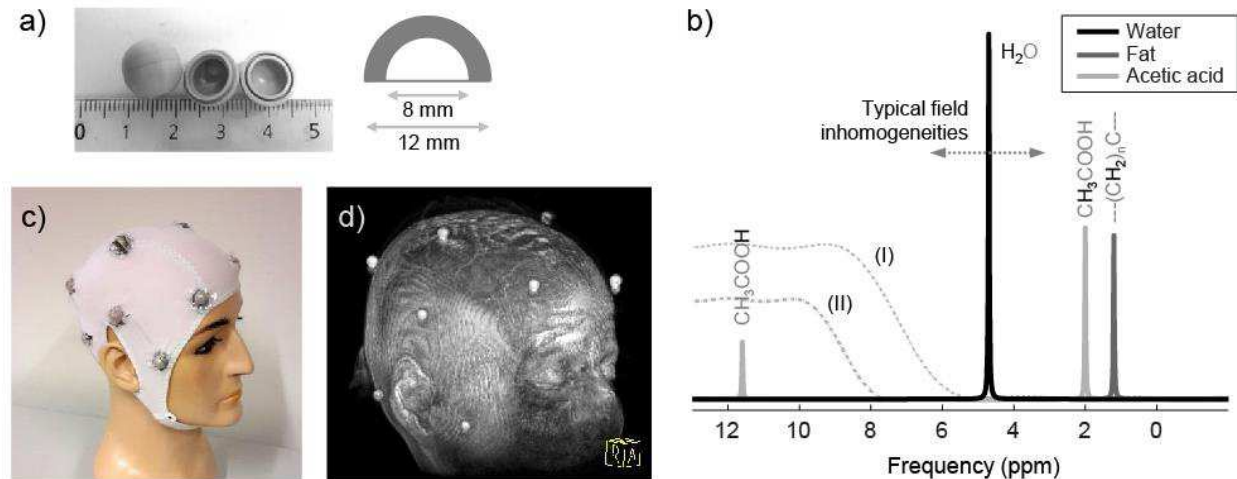 a)
0 1 2 3 4 5
8 mm
12 mm
b)
Water
Fat
Acetic acid
H₂O
Typical field
inhomogeneities
CH₃COOH
---(CH₂)ₙC---
CH₃COOH
(I)
(II)
12 10 8 6 4 2 0
Frequency (ppm)
c)
d)